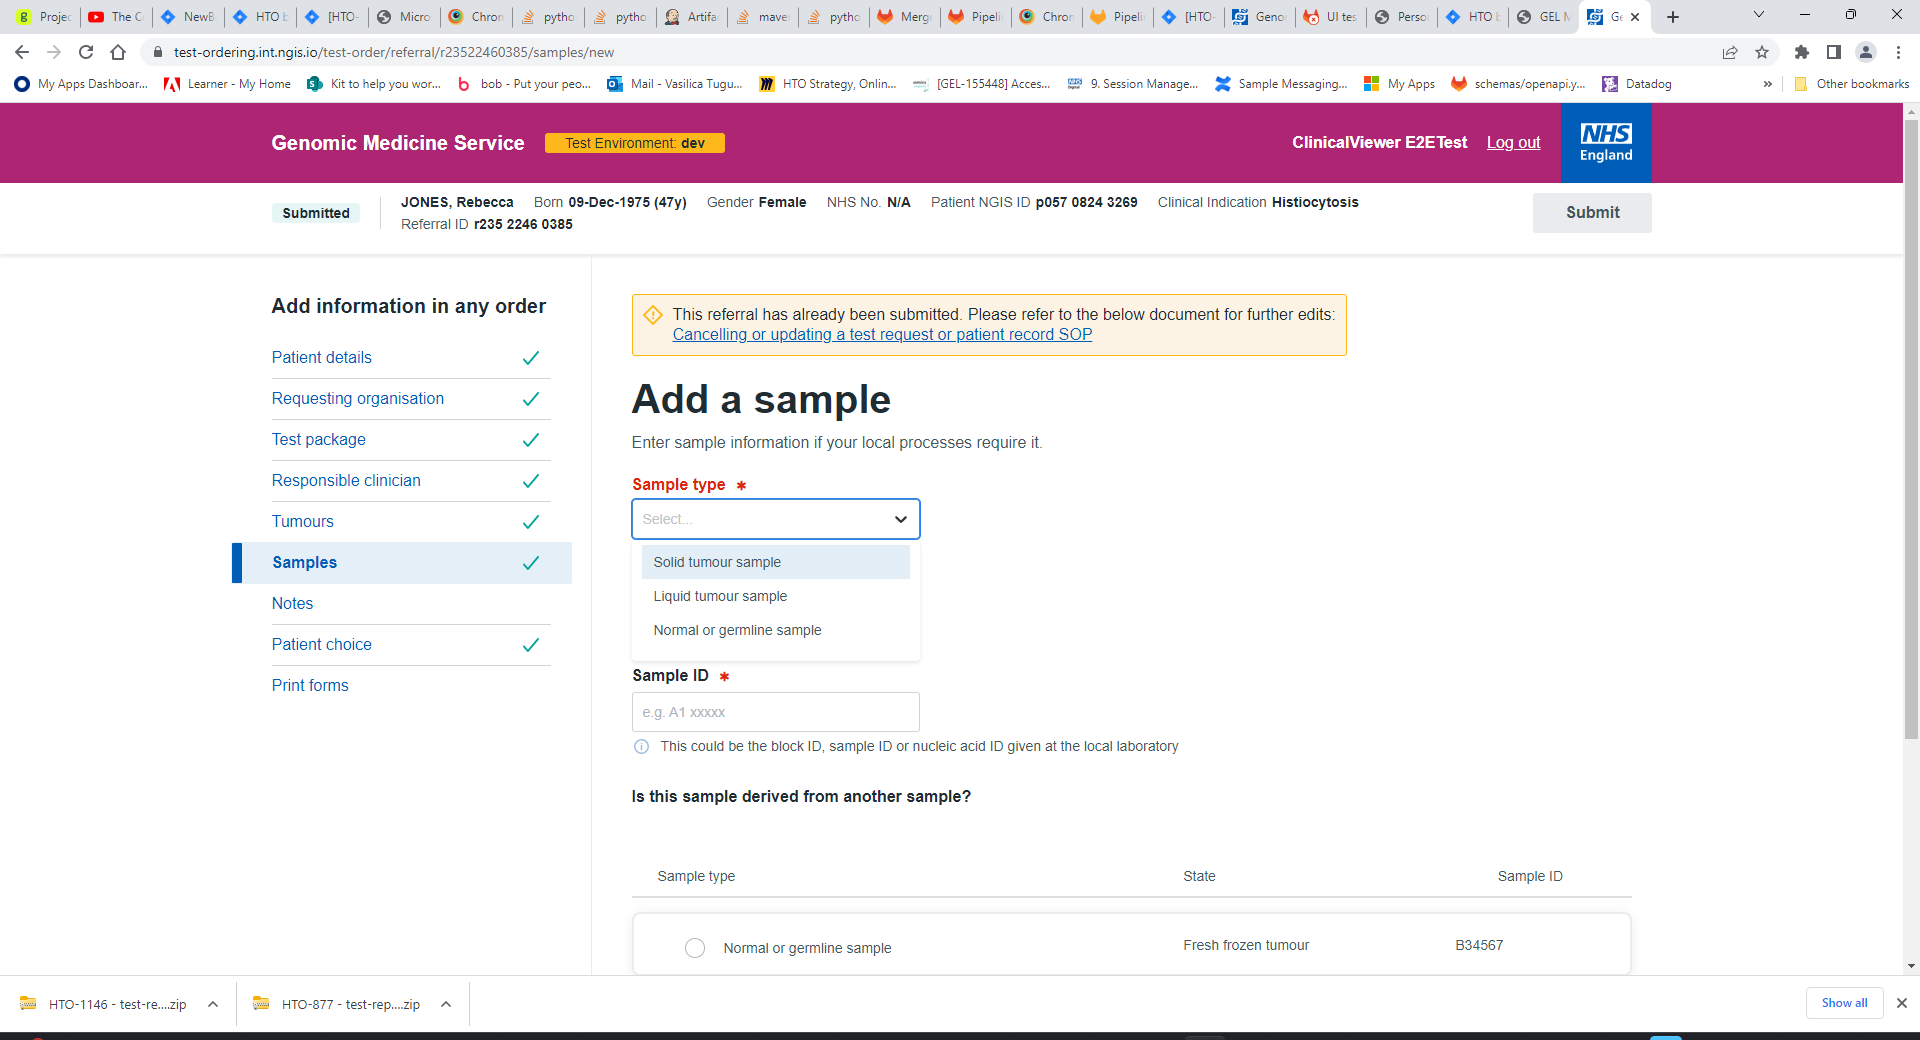 Projec
The C
NewB
HTO b
[HTO-
Micro
Chron
pytho
pytho
Artifa
mave
pytho
Merge
Pipelin
Chron
Pipelin
[HTO-
Genor
UI tes
Person
HTO b
GEL M
Ge
test-ordering.int.ngis.io/test-order/referral/r23522460385/samples/new
My Apps Dashboar...
Learner - My Home
Kit to help you wor...
bob - Put your peo...
Mail - Vasilica Tugu...
HTO Strategy, Onlin...
[GEL-155448] Acces...
9. Session Manage...
Sample Messaging...
My Apps
schemas/openapi.y...
Datadog
»
Other bookmarks
Genomic Medicine Service
Test Environment: dev
ClinicalViewer E2ETest
Log out
NHS
England
Submitted
JONES, Rebecca Born 09-Dec-1975 (47y) Gender Female NHS No. N/A Patient NGIS ID p057 0824 3269 Clinical Indication Histiocytosis
Referral ID r235 2246 0385
Submit
Add information in any order
Patient details
Requesting organisation
Test package
Responsible clinician
Tumours
Samples
Notes
Patient choice
Print forms
This referral has already been submitted. Please refer to the below document for further edits:
Cancelling or updating a test request or patient record SOP
Add a sample
Enter sample information if your local processes require it.
Sample type ✱
Select...
Solid tumour sample
Liquid tumour sample
Normal or germline sample
Sample ID ✱
e.g. A1 xxxxx
This could be the block ID, sample ID or nucleic acid ID given at the local laboratory
Is this sample derived from another sample?
Sample type State Sample ID
Normal or germline sample Fresh frozen tumour B34567
HTO-1146 - test-re....zip
HTO-877 - test-rep....zip
Show all